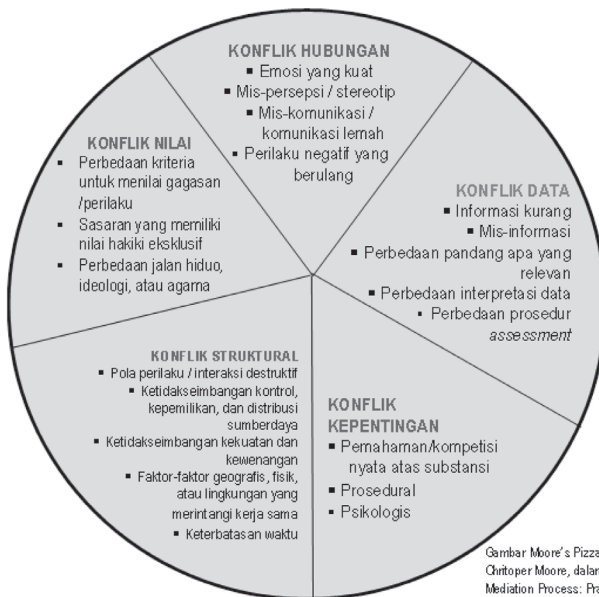 KONFLIK HUBUNGAN
▪ Emosi yang kuat
▪ Mis-persepsi / stereotip
▪ Mis-komunikasi /
komunikasi lemah
▪ Perilaku negatif yang
berulang
KONFLIK DATA
▪ Informasi kurang
▪ Mis-informasi
▪ Perbedaan pandang apa yang
relevan
▪ Perbedaan interpretasi data
▪ Perbedaan prosedur
assessment
KONFLIK
KEPENTINGAN
▪ Pemahaman/kompetisi
nyata atas substansi
▪ Prosedural
▪ Psikologis
KONFLIK STRUKTURAL
▪ Pola perilaku / interaksi destruktif
▪ Ketidakseimbangan kontrol,
kepemilikan, dan distribusi
sumberdaya
▪ Ketidakseimbangan kekuatan dan
kewenangan
▪ Faktor-faktor geografis, fisik,
atau lingkungan yang
merintangi kerja sama
▪ Keterbatasan waktu
KONFLIK NILAI
▪ Perbedaan kriteria
untuk menilai gagasan
/perilaku
▪ Sasaran yang memiliki
nilai hakiki eksklusif
▪ Perbedaan jalan hiduo,
ideologi, atau agama
Gambar Moore's Pizza
Chritoper Moore, dalam
Mediation Process: